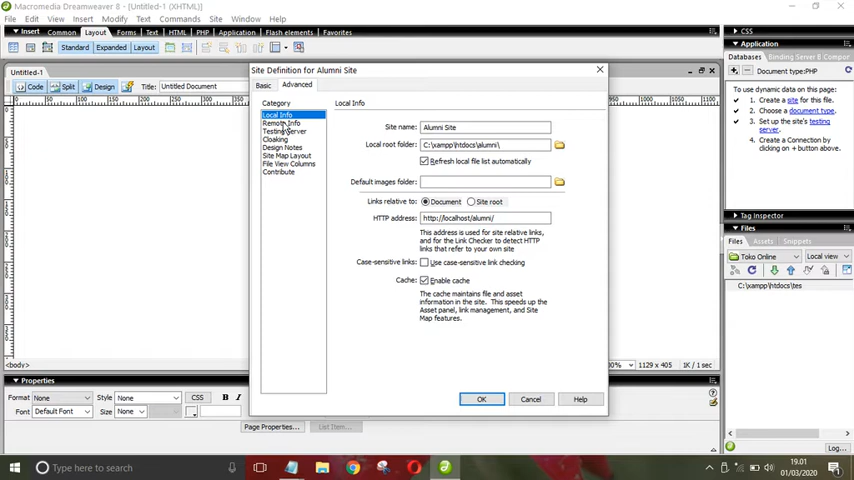 Macromedia Dreamweaver 8 - [Untitled-1 (XHTML)]
File Edit View Insert Modify Text Commands Site Window Help
Insert Common Layout Forms Text HTML PHP Application Flash elements Favorites
Standard Expanded Layout
CSS
Application
Databases Binding Server B Compor
Document type:PHP
To use dynamic data on this page:
1. Create a site for this file.
2. Choose a document type.
3. Set up the site's testing
server.
4. Create a Connection by
clicking on + above.
Tag Inspector
Files
Files Assets Snippets
Toko Online Local view
C:\xampp\htdocs\tes
Log...
Untitled-1
Code Split Design Title: Untitled Document
Site Definition for Alumni Site
Basic Advanced
Category
Local Info
Remote Info
Testing Server
Cloaking
Design Notes
Site Map Layout
File View Columns
Contribute
Local Info
Site name: Alumni Site
Local root folder: C:\xampp\htdocs\alumni\
Refresh local file list automatically
Default images folder:
Links relative to: Document Site root
HTTP address: http://localhost/alumni/
This address is used for site relative links,
and for the Link Checker to detect HTTP
links that refer to your own site
Case-sensitive links: Use case-sensitive link checking
Cache: Enable cache
The cache maintains file and asset
information in the site. This speeds up the
Asset panel, link management, and Site
Map features.
OK Cancel Help
<body>
1129 x 405 1K / 1 sec
Properties
Format None Style None CSS B I
Font Default Font Size None
Page Properties... List Item...
Type here to search
19.01
01/03/2020